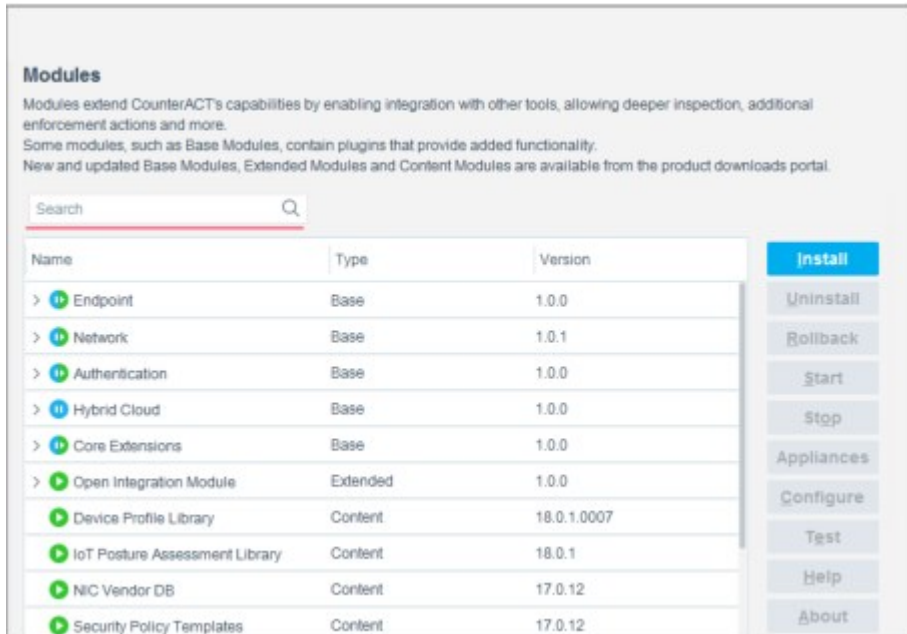 Modules
Modules extend CounterACT's capabilities by enabling integration with other tools, allowing deeper inspection, additional
enforcement actions and more.
Some modules, such as Base Modules, contain plugins that provide added functionality.
New and updated Base Modules, Extended Modules and Content Modules are available from the product downloads portal.
Search
Name Type Version
Endpoint Base 1.0.0
Network Base 1.0.1
Authentication Base 1.0.0
Hybrid Cloud Base 1.0.0
Core Extensions Base 1.0.0
Open Integration Module Extended 1.0.0
Device Profile Library Content 18.0.1.0007
IoT Posture Assessment Library Content 18.0.1
NIC Vendor DB Content 17.0.12
Security Policy Templates Content 17.0.12
Install
Uninstall
Rollback
Start
Stop
Appliances
Configure
Test
Help
About